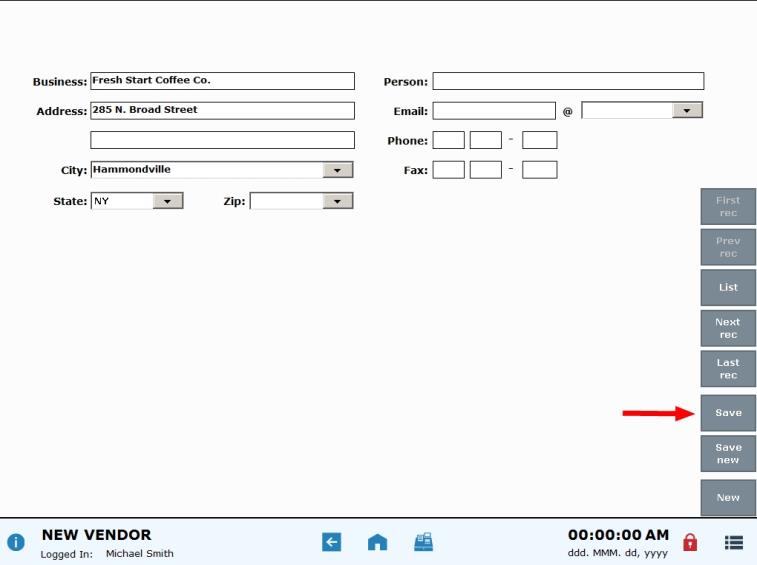 Business: Fresh Start Coffee Co.
Person:
Address: 285 N. Broad Street
Email: @
Phone: -
City: Hammondville
Fax: -
State: NY Zip:
First
rec
Prev
rec
List
Next
rec
Last
rec
Save
Save
new
New
NEW VENDOR
Logged In: Michael Smith
00:00:00 AM
ddd. MMM. dd, yyyy